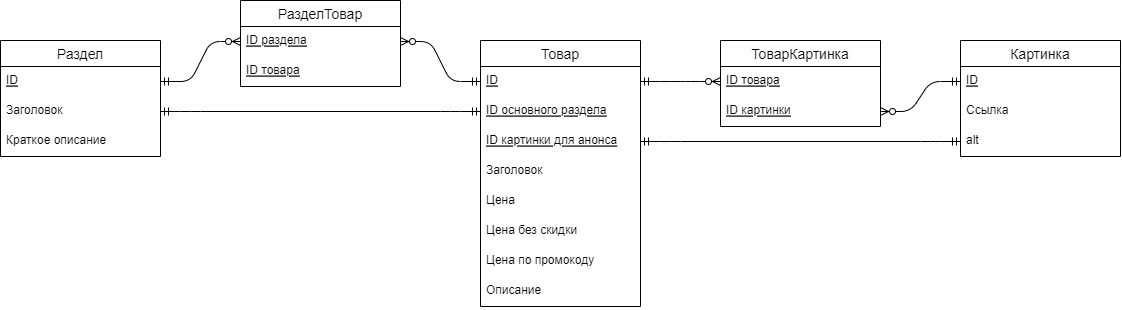 РазделТовар
ID раздела
ID товара
Раздел
ID
Заголовок
Краткое описание
Товар
ID
ID основного раздела
ID картинки для анонса
Заголовок
Цена
Цена без скидки
Цена по промокоду
Описание
ТоварКартинка
ID товара
ID картинки
Картинка
ID
Ссылка
alt